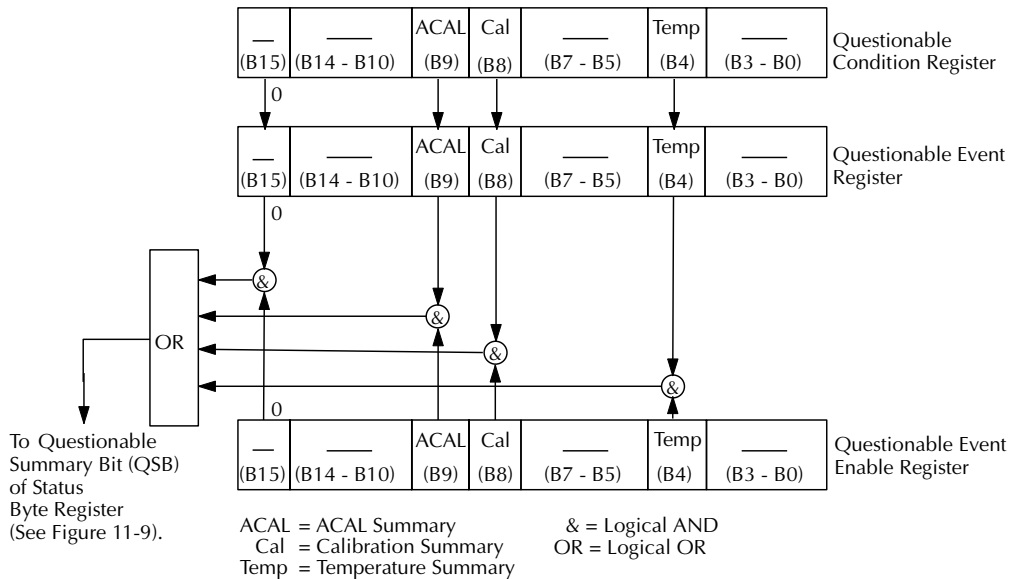 ACAL Cal Temp
(B15) (B14 - B10) (B9) (B8) (B7 - B5) (B4) (B3 - B0)
Questionable
Condition Register
0
ACAL Cal Temp
(B15) (B14 - B10) (B9) (B8) (B7 - B5) (B4) (B3 - B0)
Questionable Event
Register
0
&
&
OR
&
&
0
To Questionable
Summary Bit (QSB)
of Status
Byte Register
(See Figure 11-9).
ACAL Cal Temp
(B15) (B14 - B10) (B9) (B8) (B7 - B5) (B4) (B3 - B0)
Questionable Event
Enable Register
ACAL = ACAL Summary
Cal = Calibration Summary
Temp = Temperature Summary
& = Logical AND
OR = Logical OR